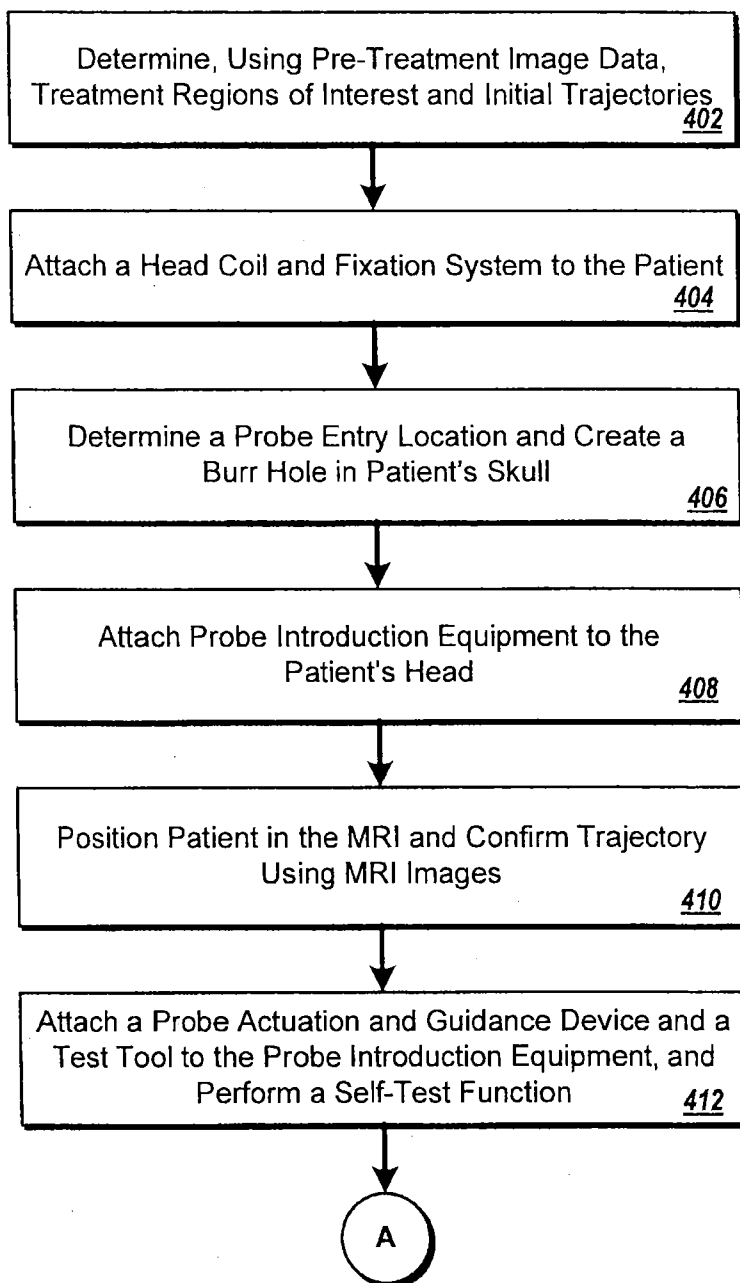 Determine, Using Pre-Treatment Image Data,
Treatment Regions of Interest and Initial Trajectories
402
Attach a Head Coil and Fixation System to the Patient
404
Determine a Probe Entry Location and Create a
Burr Hole in Patient's Skull
406
Attach Probe Introduction Equipment to the
Patient's Head
408
Position Patient in the MRI and Confirm Trajectory
Using MRI Images
410
Attach a Probe Actuation and Guidance Device and a
Test Tool to the Probe Introduction Equipment, and
Perform a Self-Test Function
412
A